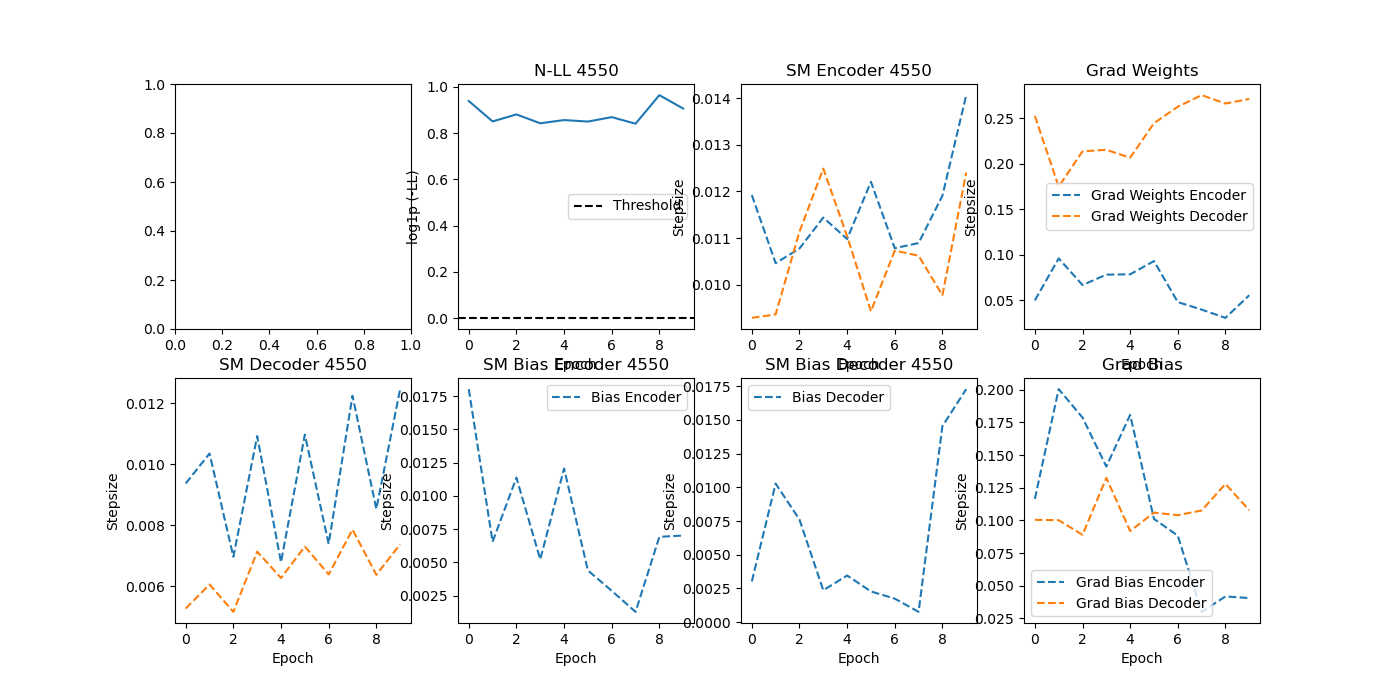 N-LL 4550
SM Encoder 4550
Grad Weights
1.0
0.8
0.6
0.4
0.2
0.0
0.0 0.2 0.4 0.6 0.8 1.0
log1p (-LL)
1.0
0.8
0.6
0.4
0.2
0.0
Threshold
0 2 4 6 8
Epoch
Stepsize
0.014
0.013
0.012
0.011
0.010
0 2 4 6 8
Epoch
Stepsize
0.25
0.20
0.15
0.10
0.05
Grad Weights Encoder
Grad Weights Decoder
0 2 4 6 8
Epoch
SM Decoder 4550
SM Bias Encoder 4550
SM Bias Decoder 4550
Grad Bias
Stepsize
0.012
0.010
0.008
0.006
0 2 4 6 8
Epoch
Stepsize
0.0175
0.0150
0.0125
0.0100
0.0075
0.0050
0.0025
Bias Encoder
0 2 4 6 8
Epoch
Stepsize
0.0175
0.0150
0.0125
0.0100
0.0075
0.0050
0.0025
0.0000
Bias Decoder
0 2 4 6 8
Epoch
Stepsize
0.200
0.175
0.150
0.125
0.100
0.075
0.050
0.025
Grad Bias Encoder
Grad Bias Decoder
0 2 4 6 8
Epoch